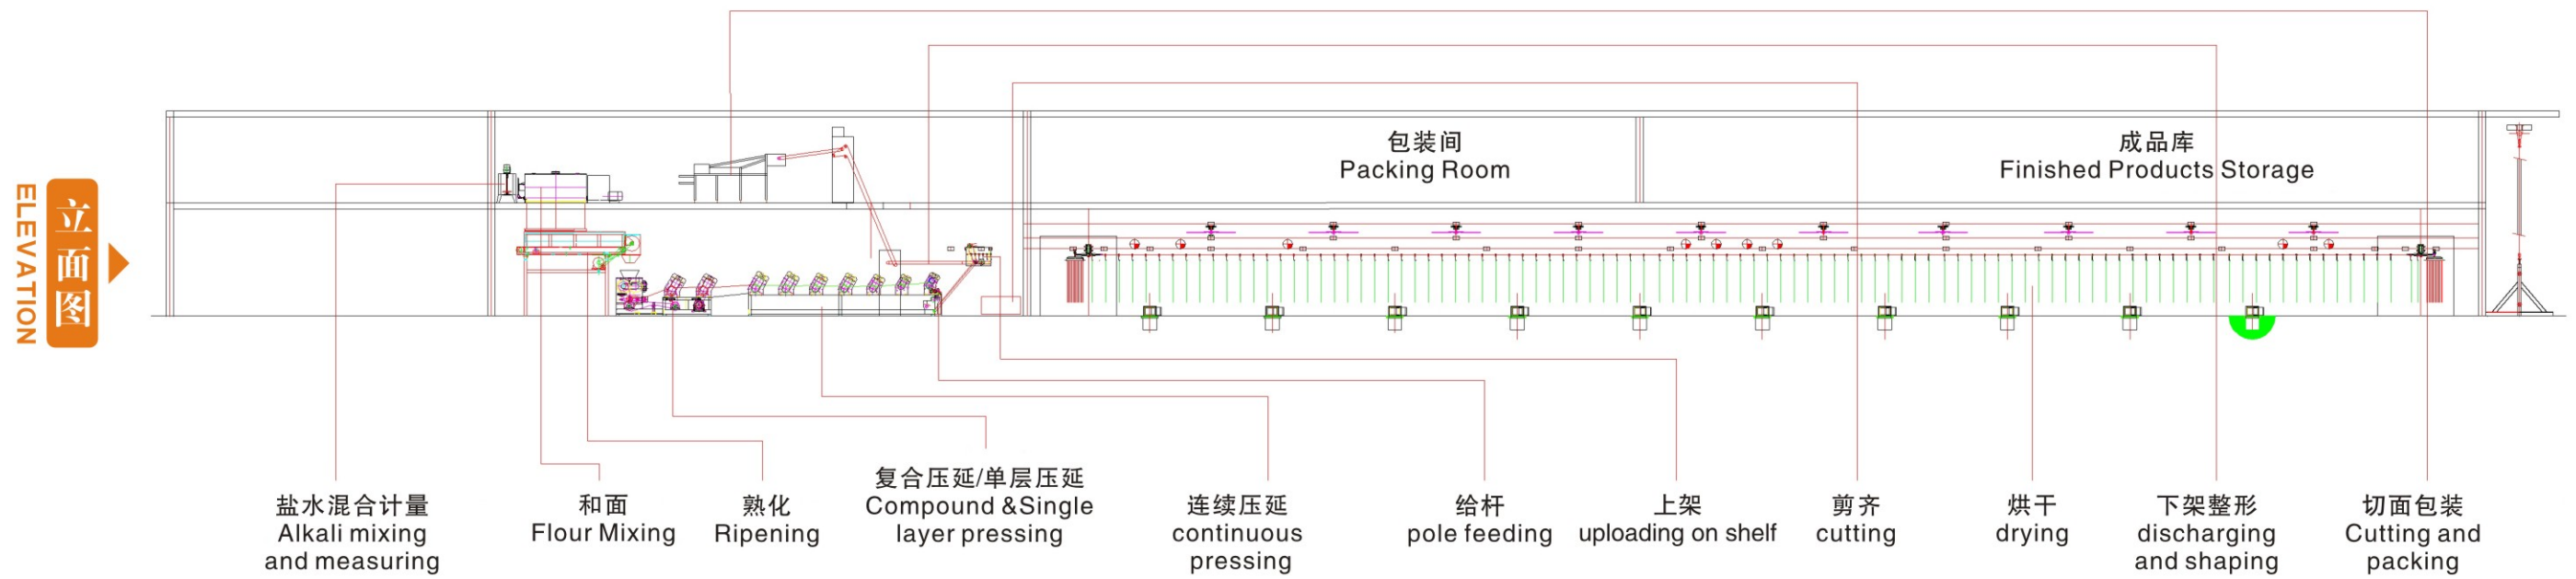 立面图
ELEVATION
包装间
Packing Room
成品库
Finished Products Storage
盐水混合计量
Alkali mixing
and measuring
和面
Flour Mixing
熟化
Ripening
复合压延/单层压延
Compound &Single
layer pressing
连续压延
continuous
pressing
给杆
pole feeding
上架
uploading on shelf
剪齐
cutting
烘干
drying
下架整形
discharging
and shaping
切面包装
Cutting and
packing